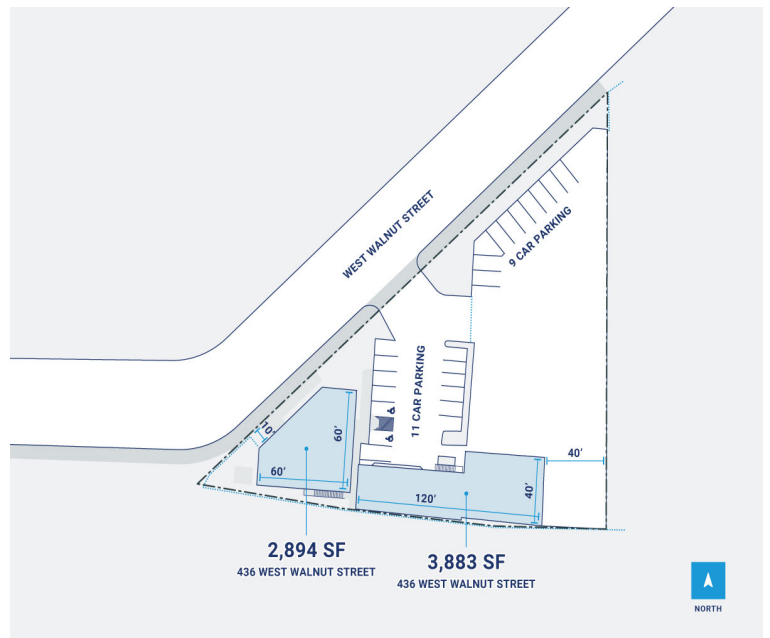 WEST WALNUT STREET
9 CAR PARKING
11 CAR PARKING
10'
60'
60'
40'
120'
40'
2,894 SF
436 WEST WALNUT STREET
3,883 SF
436 WEST WALNUT STREET
NORTH